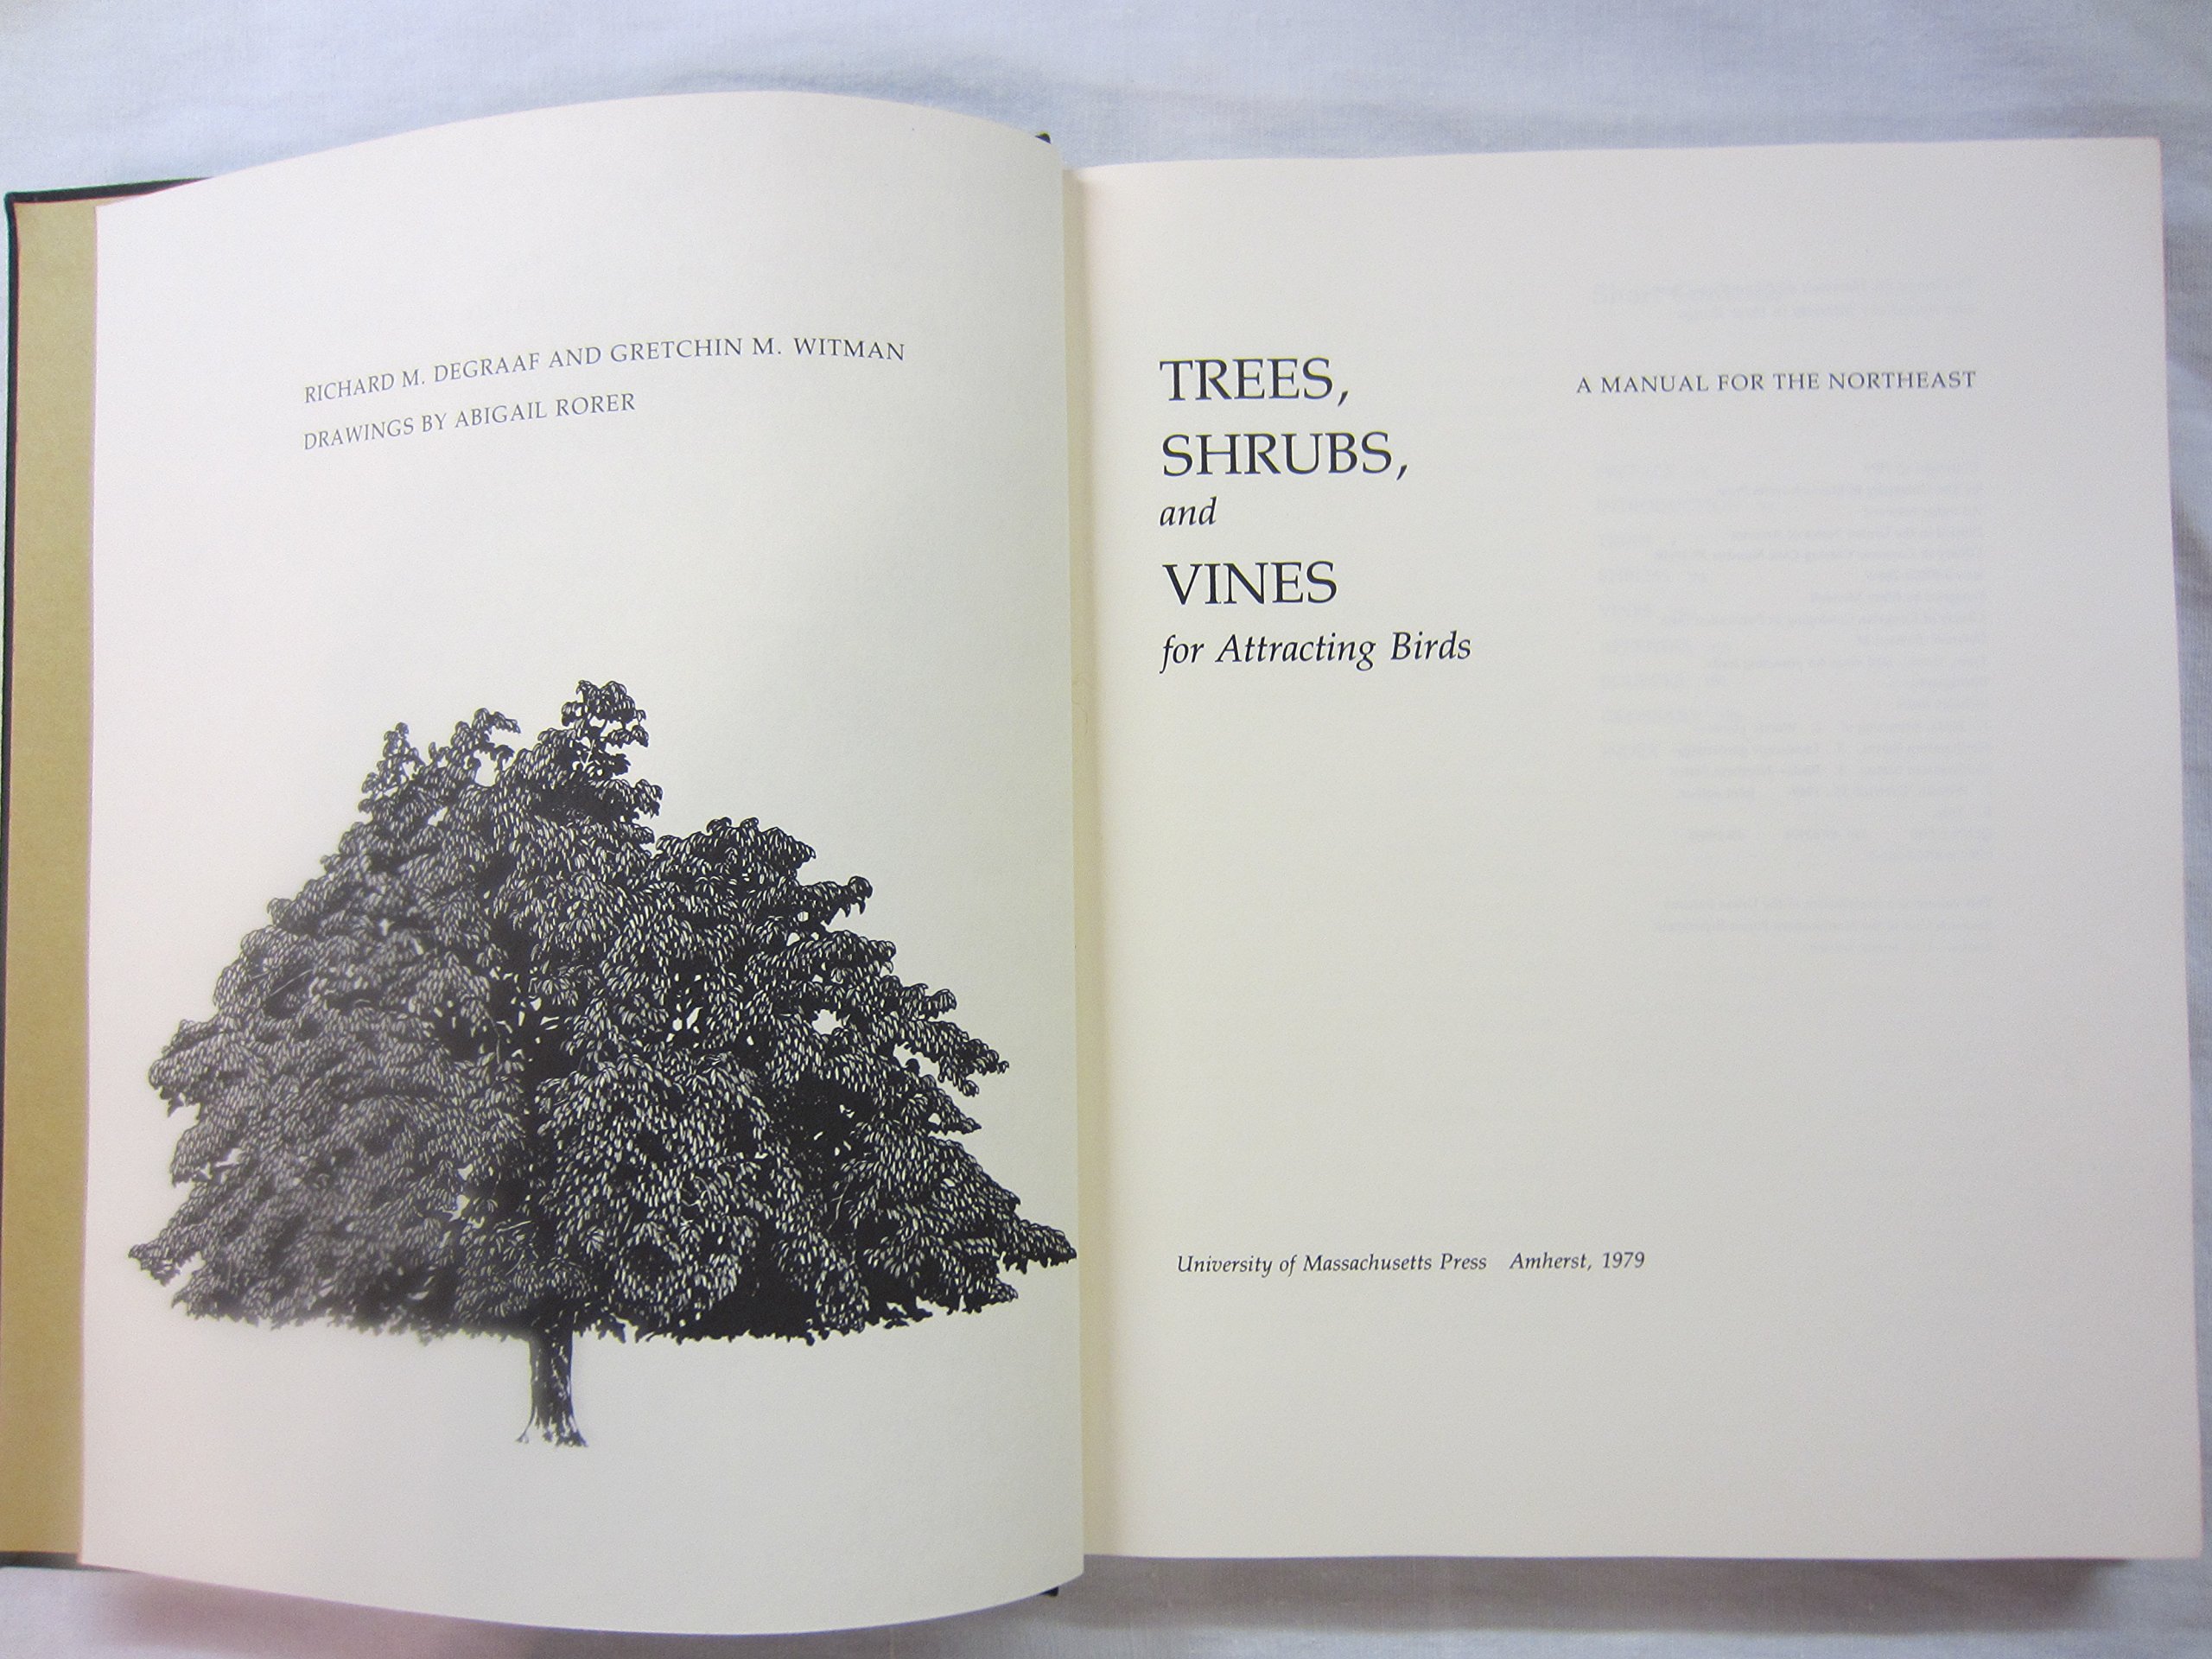 RICHARD M. DEGRAAF AND GRETCHIN M. WITMAN
DRAWINGS BY ABIGAIL RORER
TREES,
SHRUBS,
and
VINES
for Attracting Birds
A MANUAL FOR THE NORTHEAST
University of Massachusetts Press Amherst, 1979